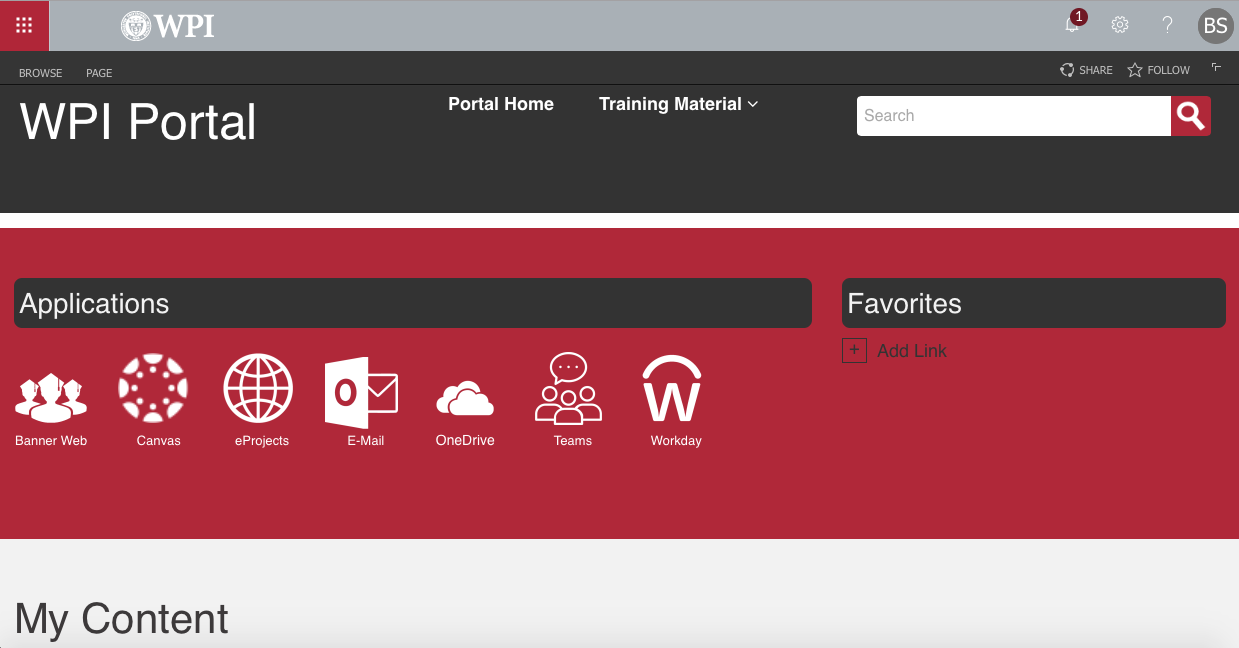 WPI
1
?
BS
BROWSE PAGE
SHARE FOLLOW
WPI Portal
Portal Home Training Material
Search
Applications
Favorites
+ Add Link
Banner Web Canvas eProjects E-Mail OneDrive Teams Workday
My Content